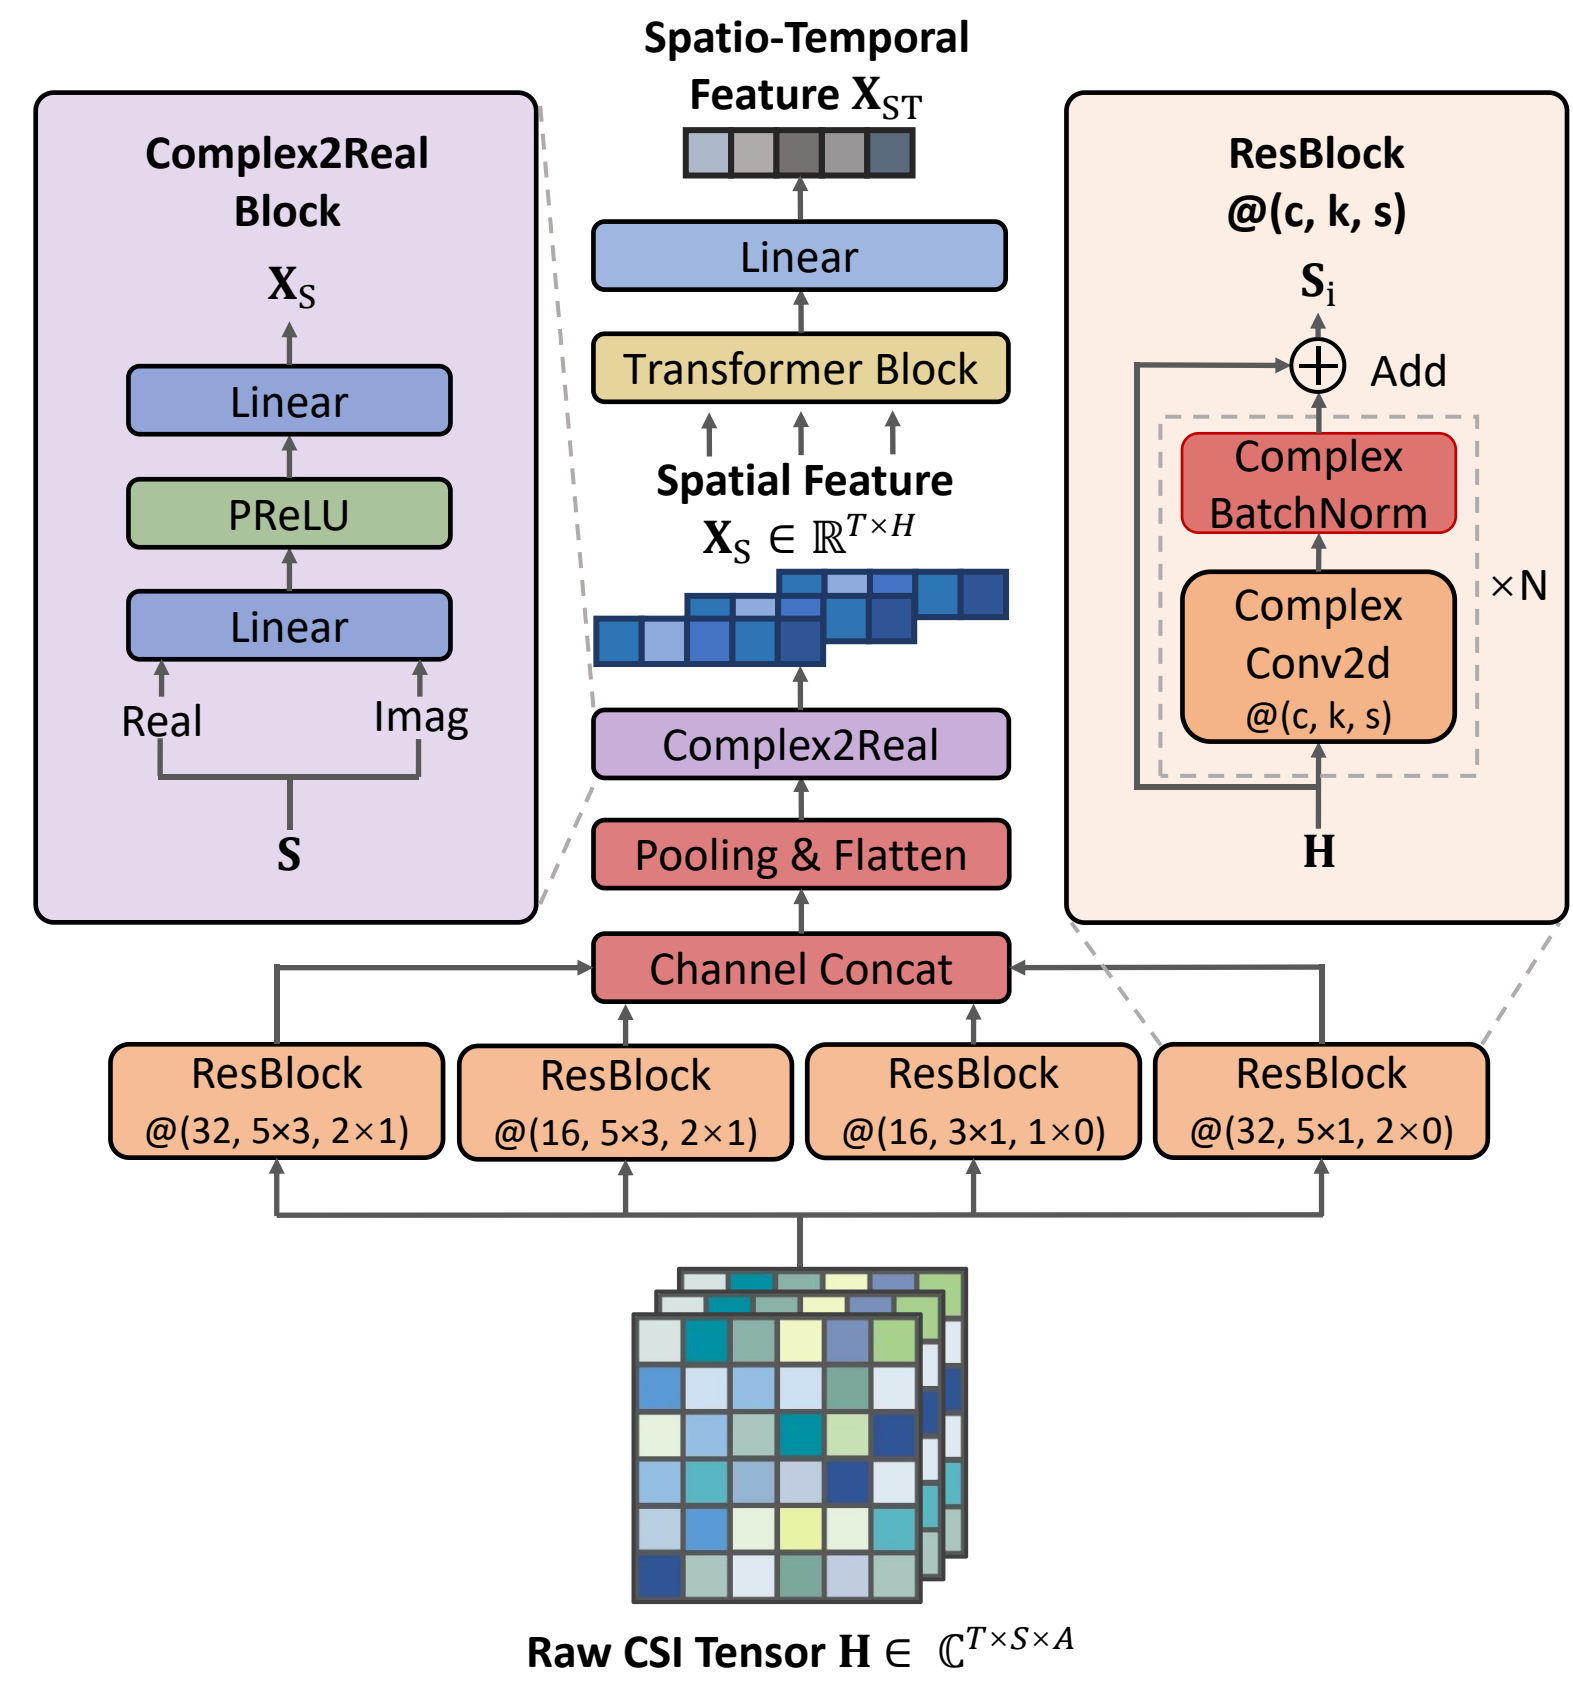 Spatio-Temporal
Feature X_ST
Complex2Real
Block
X_S
Linear
PReLU
Linear
Real
Imag
S
Linear
Transformer Block
Spatial Feature
X_S ∈ ℝ^{T×H}
Complex2Real
Pooling & Flatten
Channel Concat
ResBlock
@(c, k, s)
S_i
Add
Complex
BatchNorm
×N
Complex
Conv2d
@(c, k, s)
H
ResBlock
@(32, 5×3, 2×1)
ResBlock
@(16, 5×3, 2×1)
ResBlock
@(16, 3×1, 1×0)
ResBlock
@(32, 5×1, 2×0)
Raw CSI Tensor H ∈ ℂ^{T×S×A}